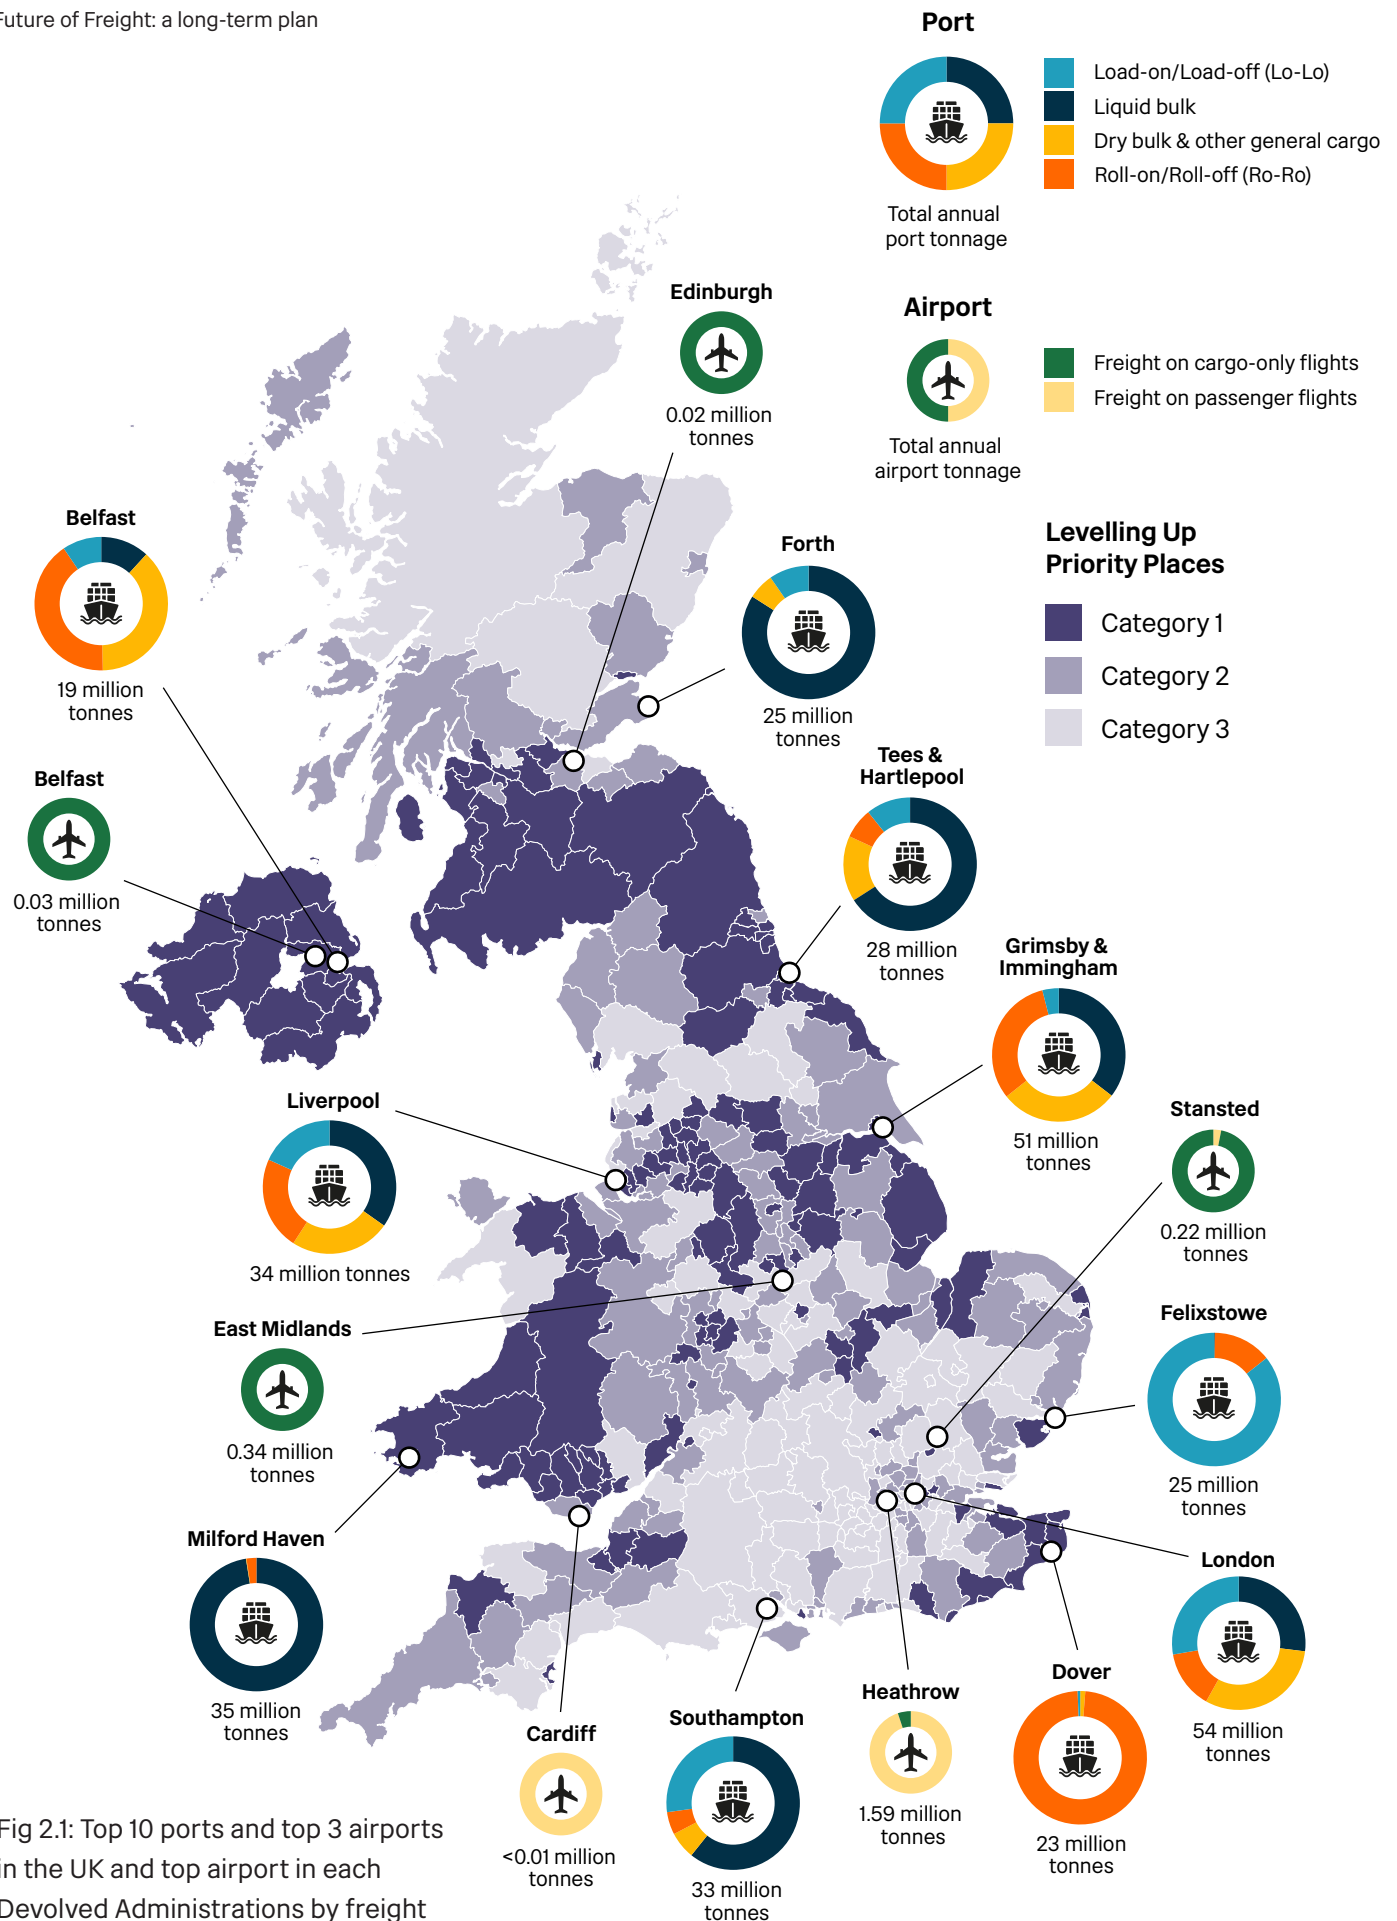 Future of Freight: a long-term plan
Port
Total annual
port tonnage
Load-on/Load-off (Lo-Lo)
Liquid bulk
Dry bulk & other general cargo
Roll-on/Roll-off (Ro-Ro)
Airport
Total annual
airport tonnage
Freight on cargo-only flights
Freight on passenger flights
Levelling Up
Priority Places
Category 1
Category 2
Category 3
Edinburgh
0.02 million
tonnes
Belfast
19 million
tonnes
Forth
25 million
tonnes
Belfast
0.03 million
tonnes
Tees &
Hartlepool
28 million
tonnes
Grimsby &
Immingham
51 million
tonnes
Liverpool
34 million tonnes
Stansted
0.22 million
tonnes
East Midlands
0.34 million
tonnes
Felixstowe
25 million
tonnes
Milford Haven
35 million
tonnes
London
54 million
tonnes
Cardiff
<0.01 million
tonnes
Southampton
33 million
tonnes
Heathrow
1.59 million
tonnes
Dover
23 million
tonnes
Fig 2.1: Top 10 ports and top 3 airports
in the UK and top airport in each
Devolved Administrations by freight